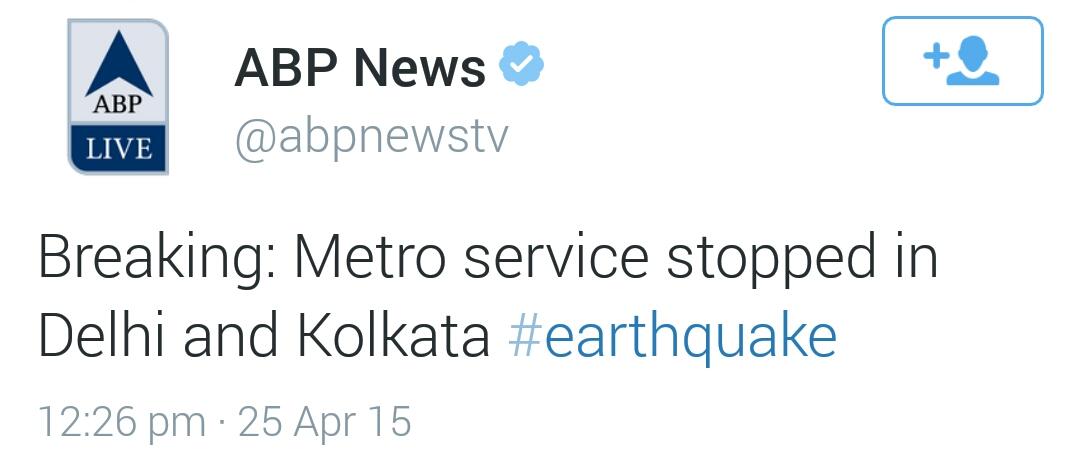 ABP
LIVE
ABP News
@abpnewstv
Breaking: Metro service stopped in
Delhi and Kolkata #earthquake
12:26 pm · 25 Apr 15